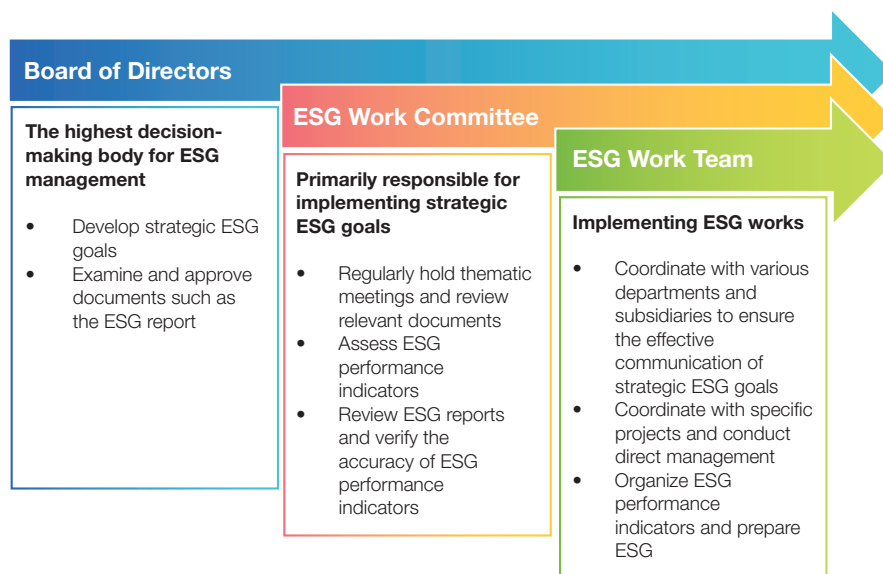 Board of Directors
The highest decision-
making body for ESG
management
• Develop strategic ESG
goals
• Examine and approve
documents such as
the ESG report
ESG Work Committee
Primarily responsible for
implementing strategic
ESG goals
• Regularly hold thematic
meetings and review
relevant documents
• Assess ESG
performance
indicators
• Review ESG reports
and verify the
accuracy of ESG
performance
indicators
ESG Work Team
Implementing ESG works
• Coordinate with various
departments and
subsidiaries to ensure
the effective
communication of
strategic ESG goals
• Coordinate with specific
projects and conduct
direct management
• Organize ESG
performance
indicators and prepare
ESG